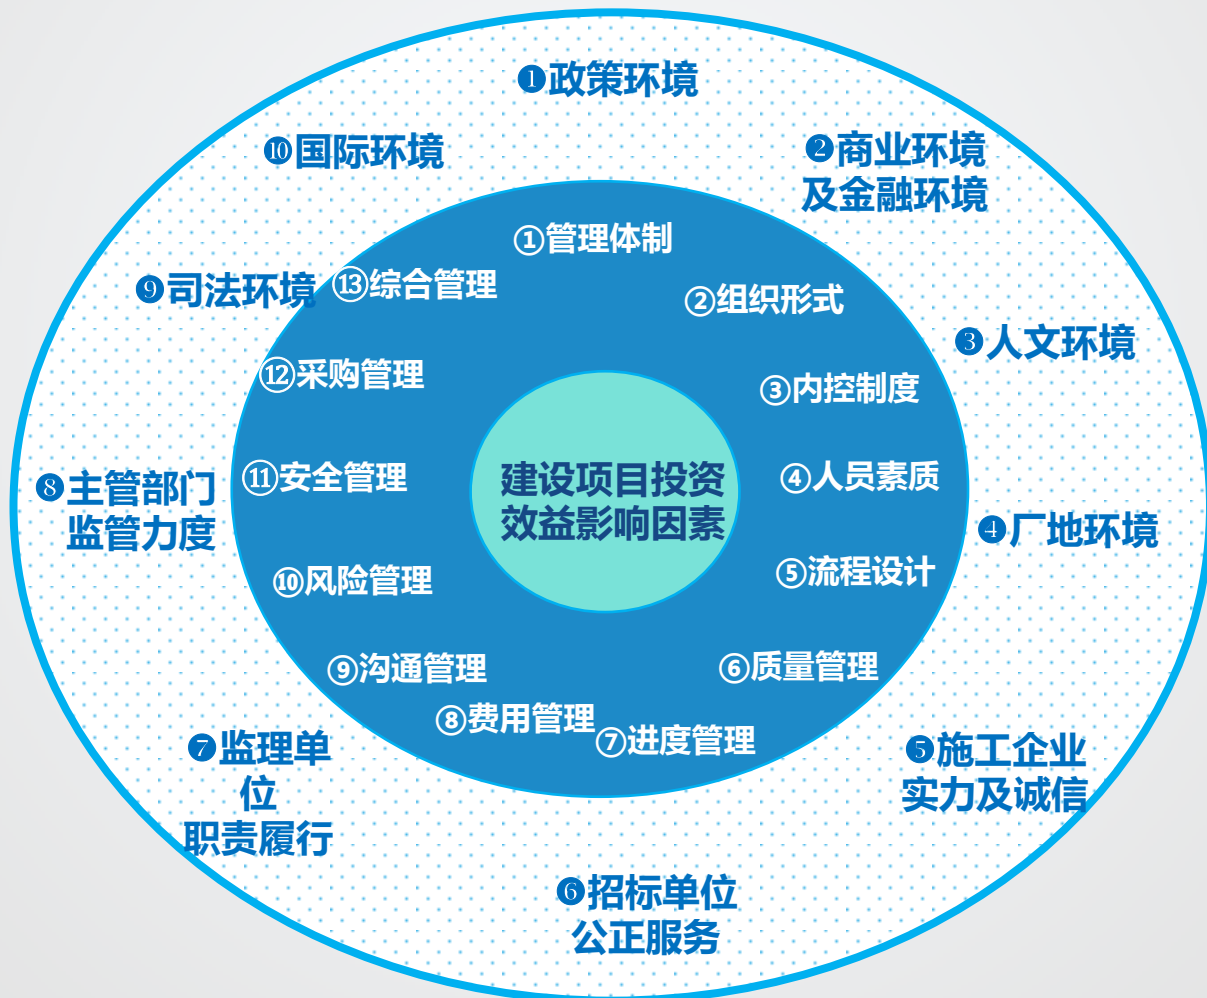 ❶政策环境
❷商业环境
及金融环境
❸人文环境
❹厂地环境
❺施工企业
实力及诚信
❻招标单位
公正服务
❼监理单
位
职责履行
❽主管部门
监管力度
❾司法环境
❿国际环境
①管理体制
②组织形式
③内控制度
④人员素质
⑤流程设计
⑥质量管理
⑦进度管理
⑧费用管理
⑨沟通管理
⑩风险管理
⑪安全管理
⑫采购管理
⑬综合管理
建设项目投资
效益影响因素